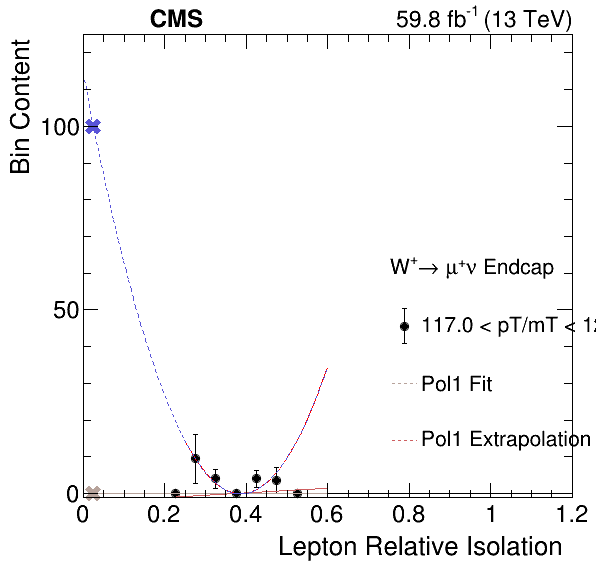 CMS
59.8 fb⁻¹ (13 TeV)
Bin Content
100
50
0
W⁺→ μ⁺ν Endcap
117.0 < pT/mT < 12
Pol1 Fit
Pol1 Extrapolation
0 0.2 0.4 0.6 0.8 1 1.2
Lepton Relative Isolation